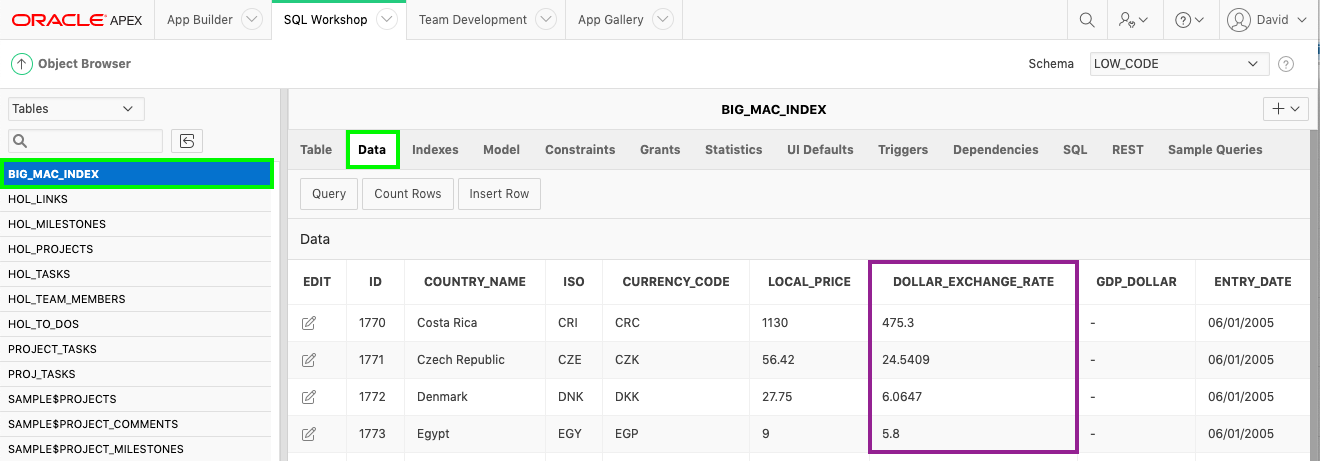 ORACLE APEX App Builder SQL Workshop Team Development App Gallery David
Object Browser Schema LOW_CODE
Tables
BIG_MAC_INDEX
HOL_LINKS
HOL_MILESTONES
HOL_PROJECTS
HOL_TASKS
HOL_TEAM_MEMBERS
HOL_TO_DOS
PROJECT_TASKS
PROJ_TASKS
SAMPLE$PROJECTS
SAMPLE$PROJECT_COMMENTS
SAMPLE$PROJECT_MILESTONES
BIG_MAC_INDEX
Table Data Indexes Model Constraints Grants Statistics UI Defaults Triggers Dependencies SQL REST Sample Queries
Query Count Rows Insert Row
Data
EDIT ID COUNTRY_NAME ISO CURRENCY_CODE LOCAL_PRICE DOLLAR_EXCHANGE_RATE GDP_DOLLAR ENTRY_DATE
1770 Costa Rica CRI CRC 1130 475.3 - 06/01/2005
1771 Czech Republic CZE CZK 56.42 24.5409 - 06/01/2005
1772 Denmark DNK DKK 27.75 6.0647 - 06/01/2005
1773 Egypt EGY EGP 9 5.8 - 06/01/2005